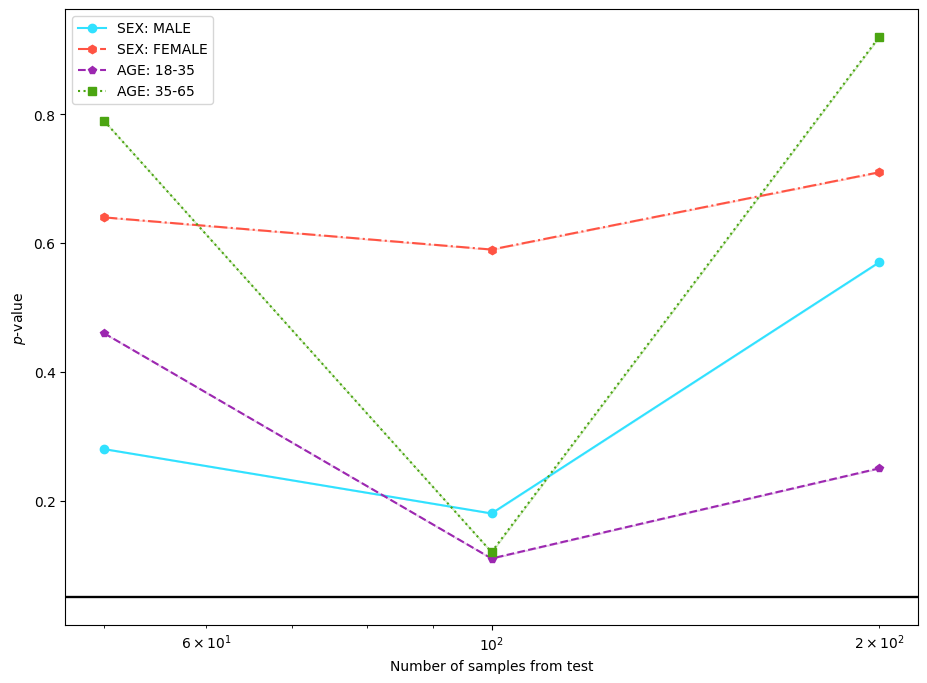 SEX: MALE
SEX: FEMALE
AGE: 18-35
AGE: 35-65
p-value
0.8
0.6
0.4
0.2
6 × 10¹
10²
2 × 10²
Number of samples from test